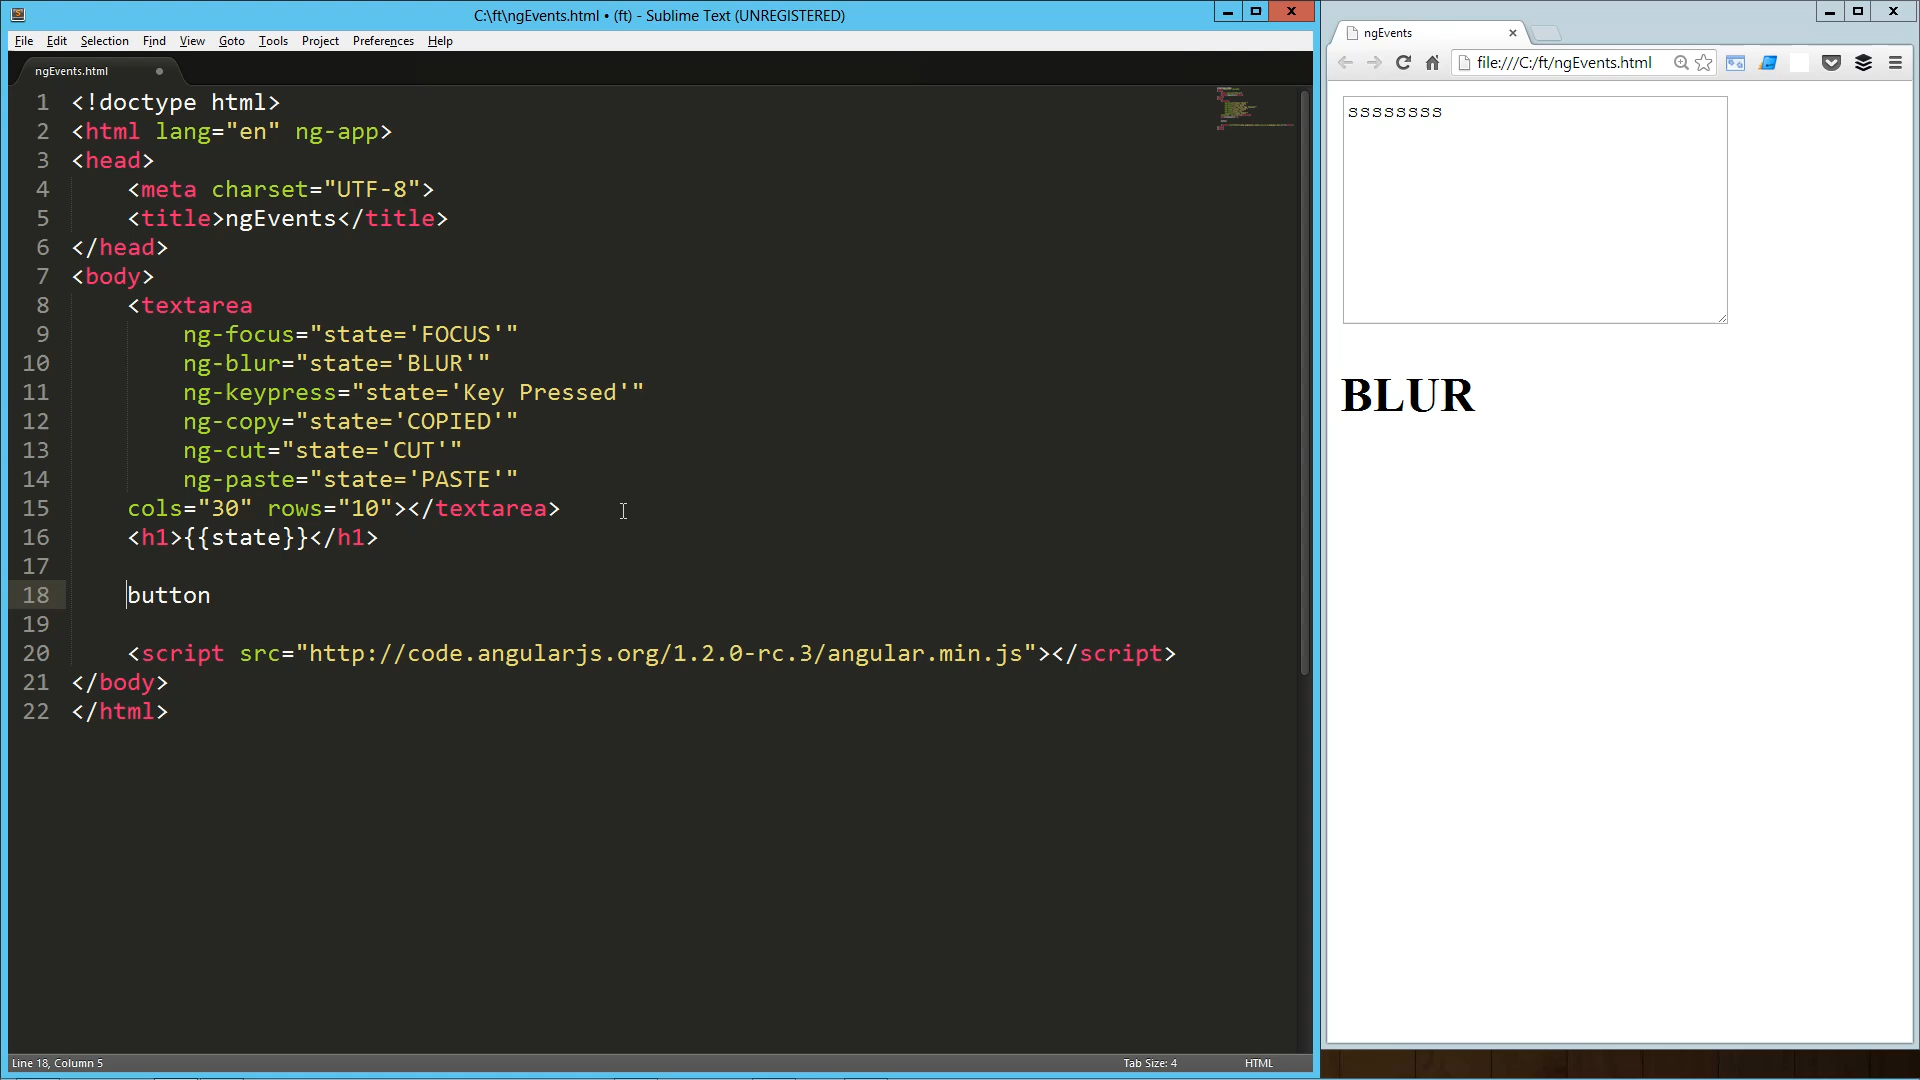 C:\ft\ngEvents.html • (ft) - Sublime Text (UNREGISTERED)
File Edit Selection Find View Goto Tools Project Preferences Help
ngEvents.html
1 <!doctype html>
2 <html lang="en" ng-app>
3 <head>
4 <meta charset="UTF-8">
5 <title>ngEvents</title>
6 </head>
7 <body>
8 <textarea
9 ng-focus="state='FOCUS'"
10 ng-blur="state='BLUR'"
11 ng-keypress="state='Key Pressed'"
12 ng-copy="state='COPIED'"
13 ng-cut="state='CUT'"
14 ng-paste="state='PASTE'"
15 cols="30" rows="10"></textarea>
16 <h1>{{state}}</h1>
17
18 button
19
20 <script src="http://code.angularjs.org/1.2.0-rc.3/angular.min.js"></script>
21 </body>
22 </html>
Line 18, Column 5
Tab Size: 4
HTML
ngEvents
file:///C:/ft/ngEvents.html
ssssssss
BLUR